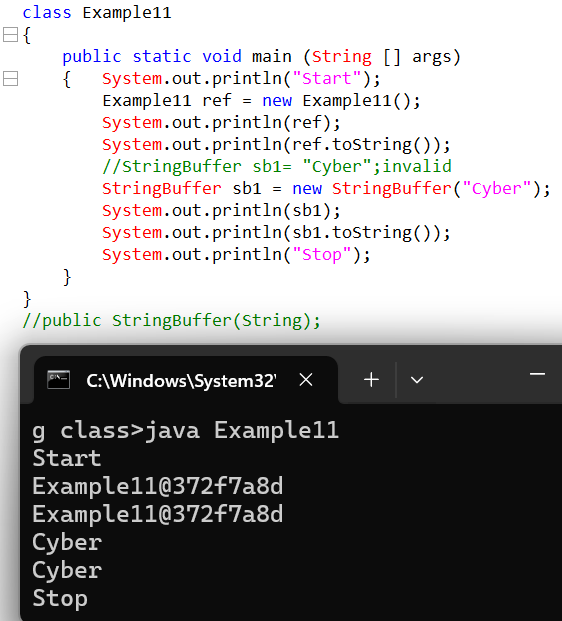 class Example11
{
public static void main (String [] args)
{ System.out.println("Start");
Example11 ref = new Example11();
System.out.println(ref);
System.out.println(ref.toString());
//StringBuffer sb1= "Cyber";invalid
StringBuffer sb1 = new StringBuffer("Cyber");
System.out.println(sb1);
System.out.println(sb1.toString());
System.out.println("Stop");
}
}
//public StringBuffer(String);
C:\Windows\System32\
g class>java Example11
Start
Example11@372f7a8d
Example11@372f7a8d
Cyber
Cyber
Stop